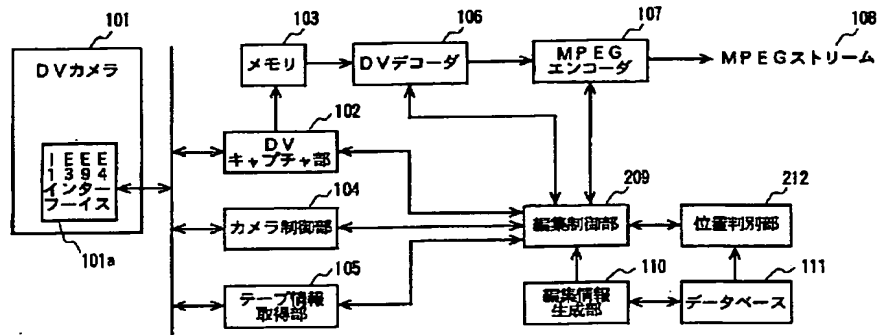 101
DVカメラ
IEEE
1394
インター
フェイス
101a
103
メモリ
106
DVデコーダ
107
MPEG
エンコーダ
108
MPEGストリーム
102
DV
キャプチャ部
104
カメラ制御部
105
テープ情報
取得部
209
編集制御部
212
位置判別部
110
編集情報
生成部
111
データベース